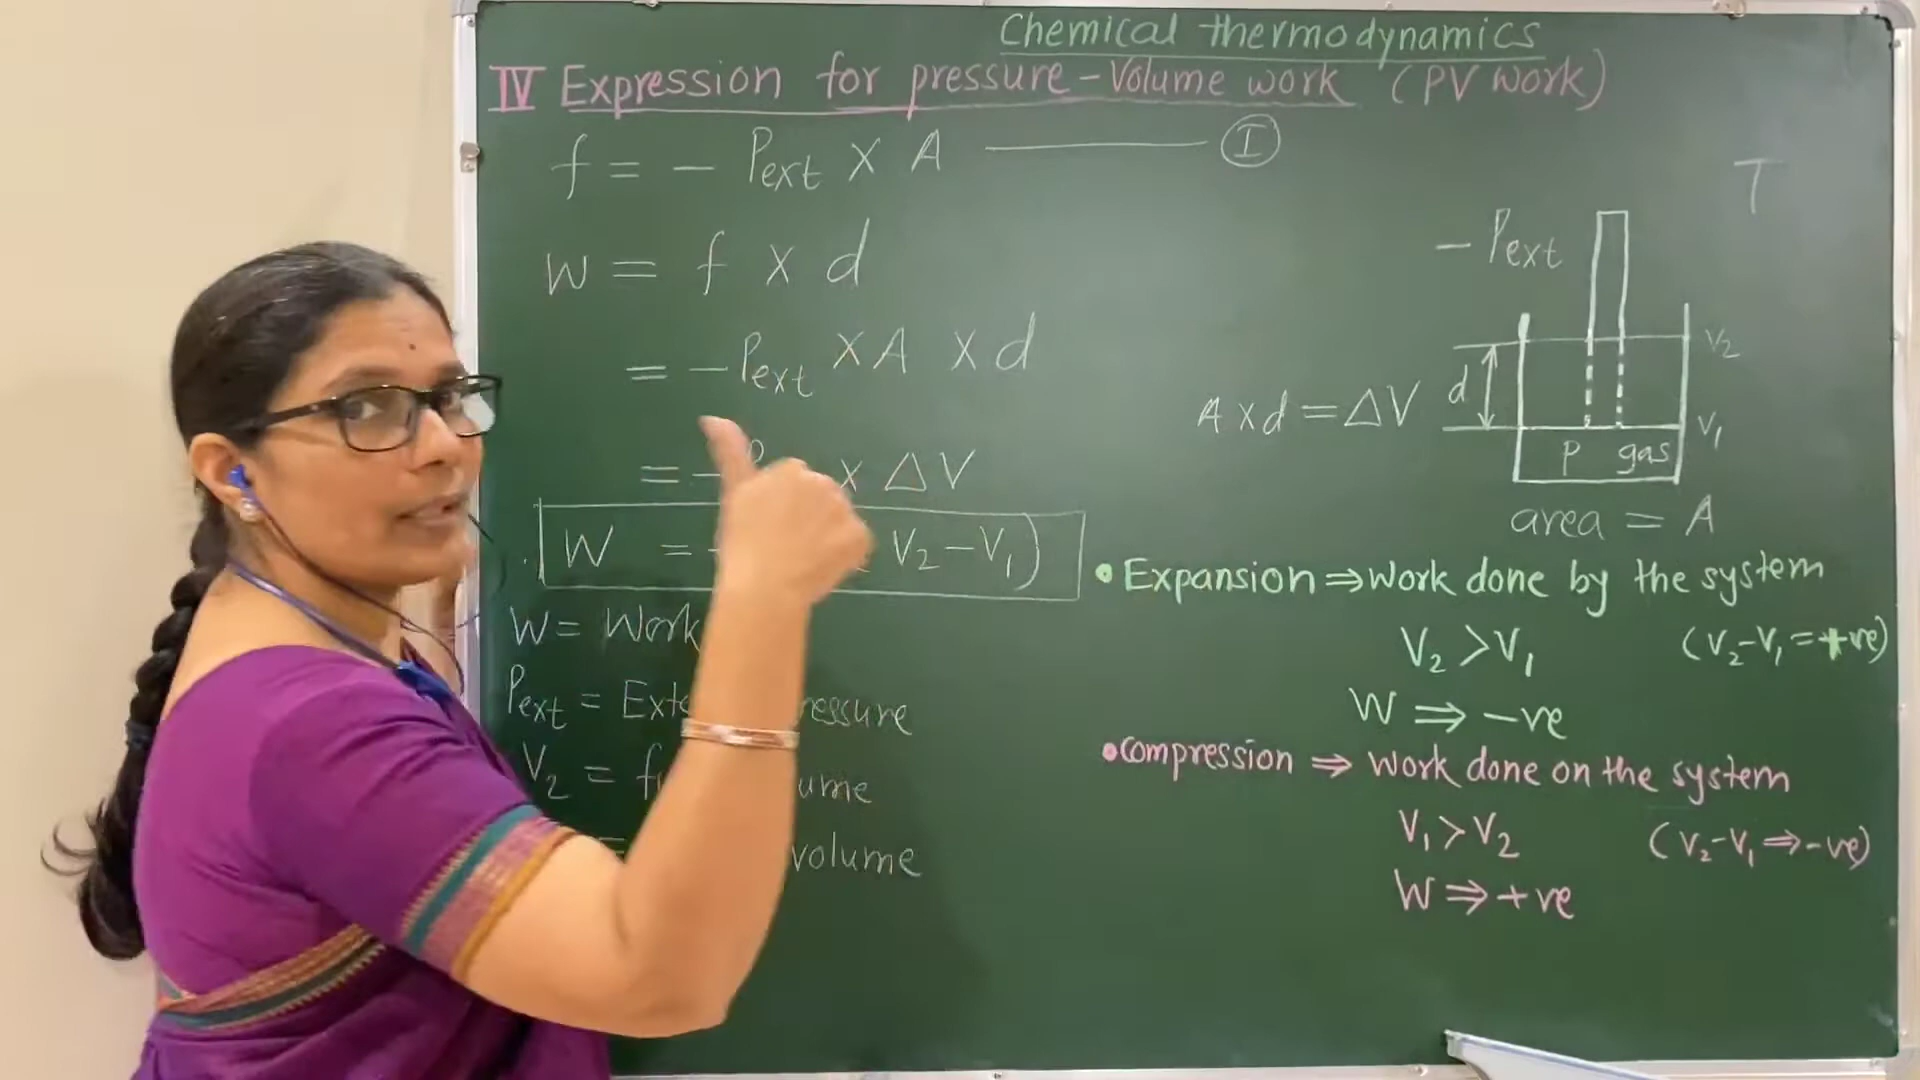 Chemical thermodynamics
IV Expression for pressure-Volume work (PV work)
f = - Pext X A ——— I
T
W = f X d
- Pext
= - Pext X A X d
V2
d
A x d = ΔV
V1
P gas
= - P X ΔV
area = A
W = - V2 - V1)
• Expansion ⇒ Work done by the system
W = Work
V2 > V1 (V2-V1 = +ve)
Pext = Exte ressure
W ⇒ -ve
• compression ⇒ Work done on the system
V2 = ume
V1 > V2 (V2-V1 ⇒ -ve)
= volume
W ⇒ +ve